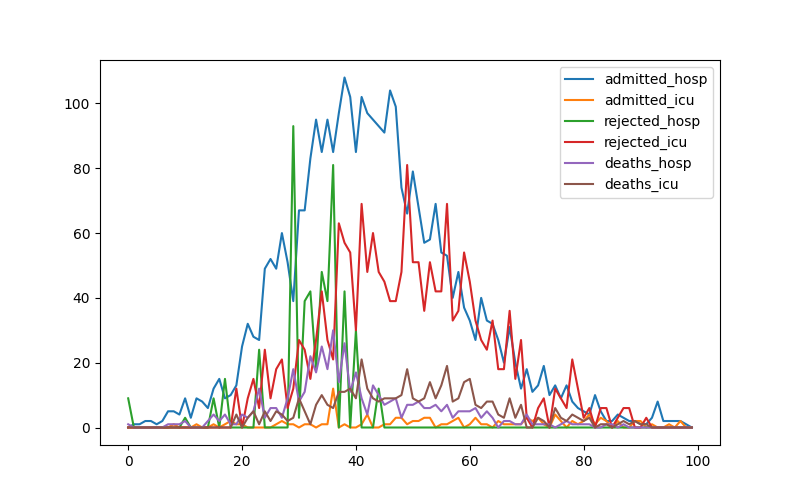 admitted_hosp
admitted_icu
rejected_hosp
rejected_icu
deaths_hosp
deaths_icu
100
80
60
40
20
0
0 20 40 60 80 100